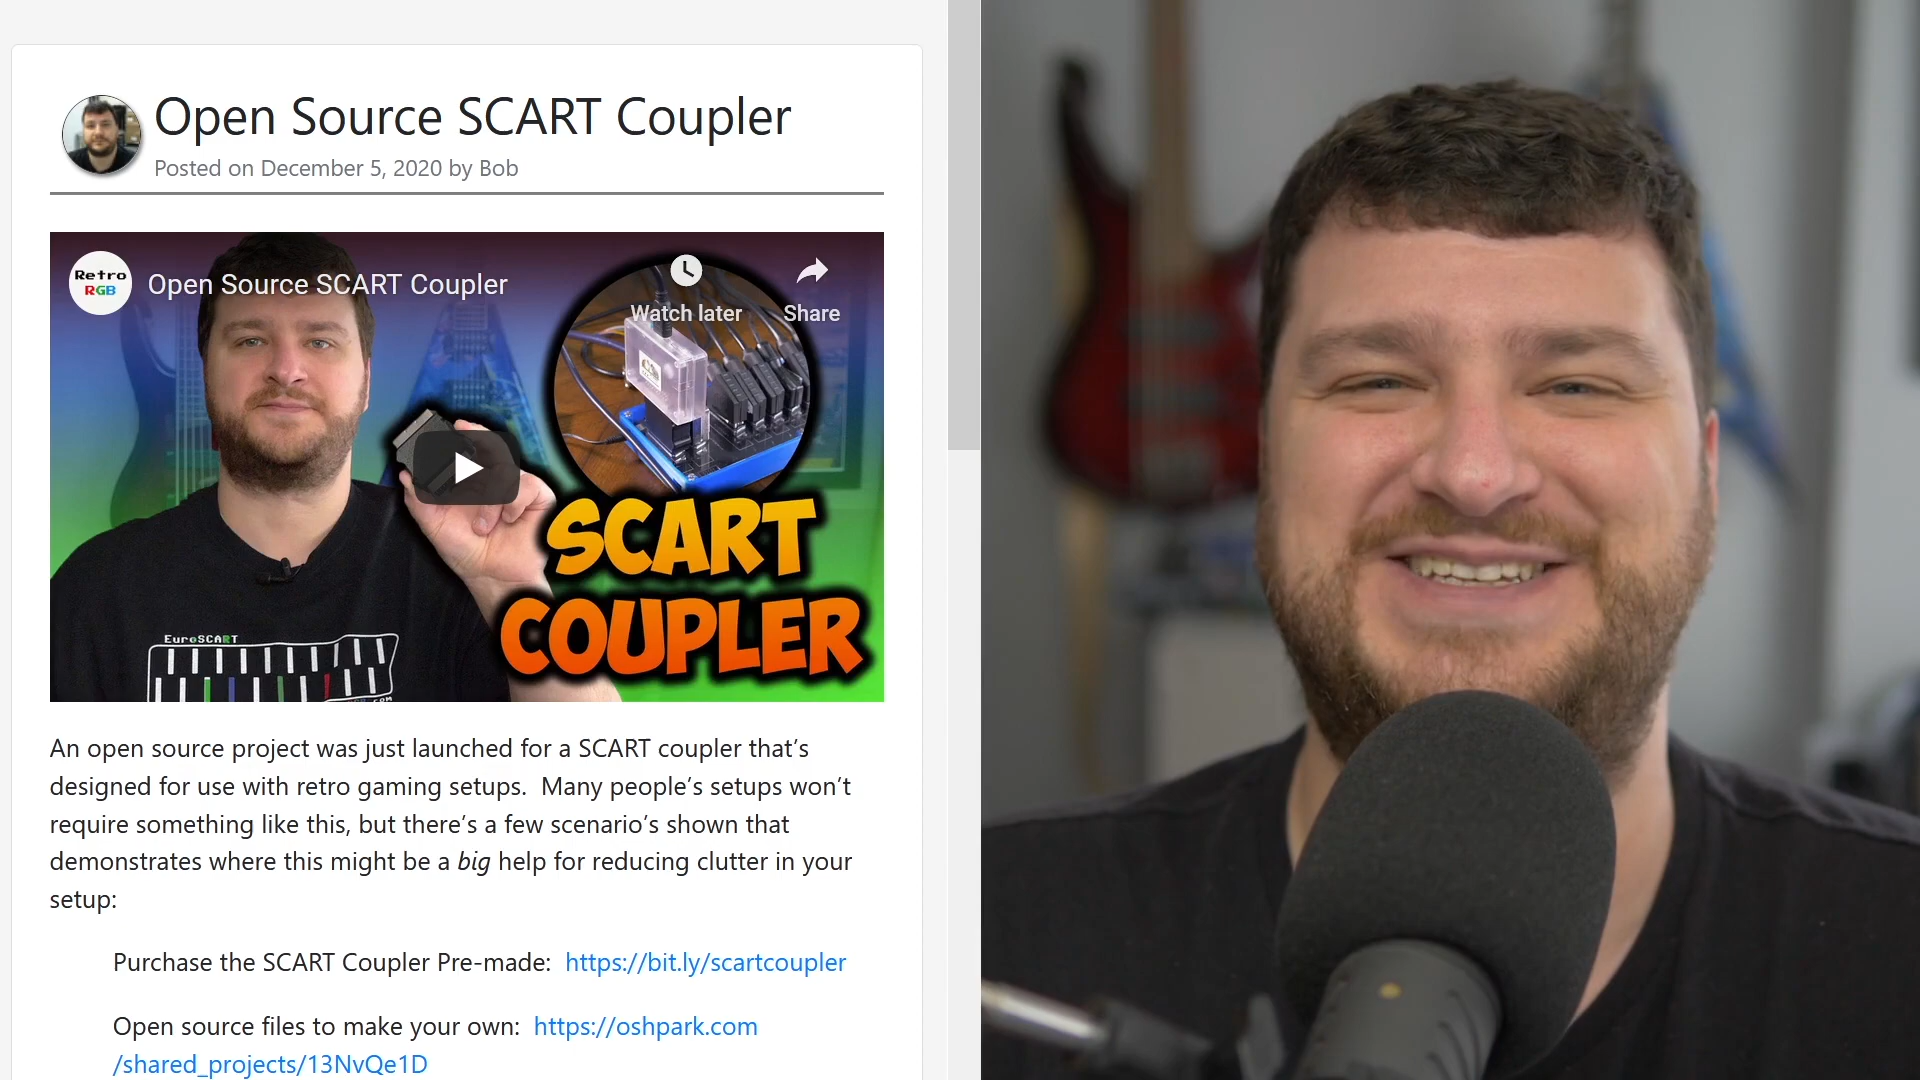 Open Source SCART Coupler
Posted on December 5, 2020 by Bob
Retro
RGB
Open Source SCART Coupler
Watch later
Share
SCART
COUPLER
EuroSCART
An open source project was just launched for a SCART coupler that’s
designed for use with retro gaming setups.  Many people’s setups won’t
require something like this, but there’s a few scenario’s shown that
demonstrates where this might be a big help for reducing clutter in your
setup:
Purchase the SCART Coupler Pre-made:  https://bit.ly/scartcoupler
Open source files to make your own:  https://oshpark.com
/shared_projects/13NvQe1D